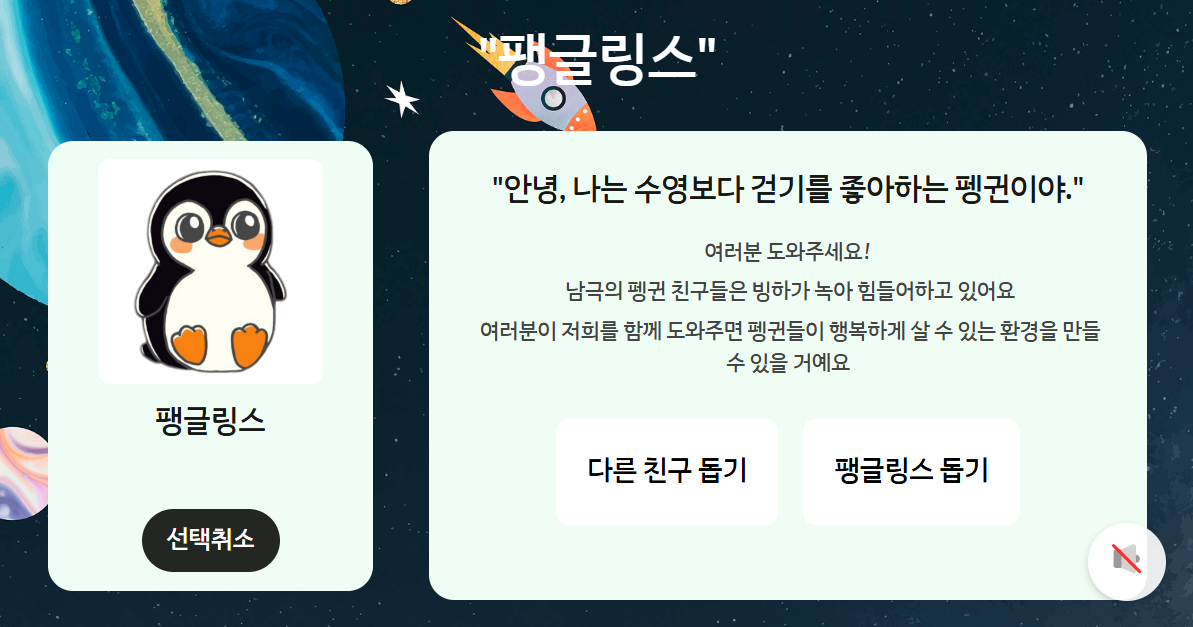 "팽글링스"
팽글링스
선택취소
"안녕, 나는 수영보다 걷기를 좋아하는 펭귄이야."
여러분 도와주세요!
남극의 펭귄 친구들은 빙하가 녹아 힘들어하고 있어요
여러분이 저희를 함께 도와주면 펭귄들이 행복하게 살 수 있는 환경을 만들
수 있을 거예요
다른 친구 돕기
팽글링스 돕기